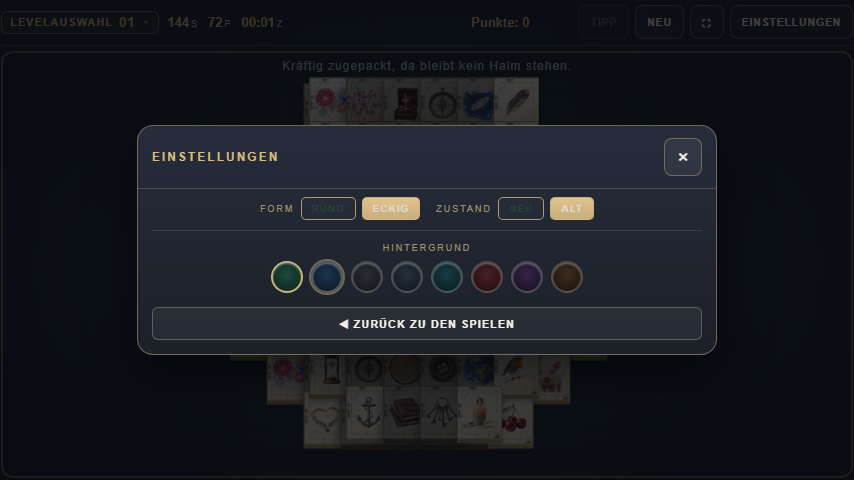 LEVELAUSWAHL 01 144S 72P 00:01Z Punkte: 0 TIPP NEU EINSTELLUNGEN
Kräftig zugepackt, da bleibt kein Halm stehen.
EINSTELLUNGEN ×
FORM RUND ECKIG ZUSTAND NEU ALT
HINTERGRUND
◀ ZURÜCK ZU DEN SPIELEN